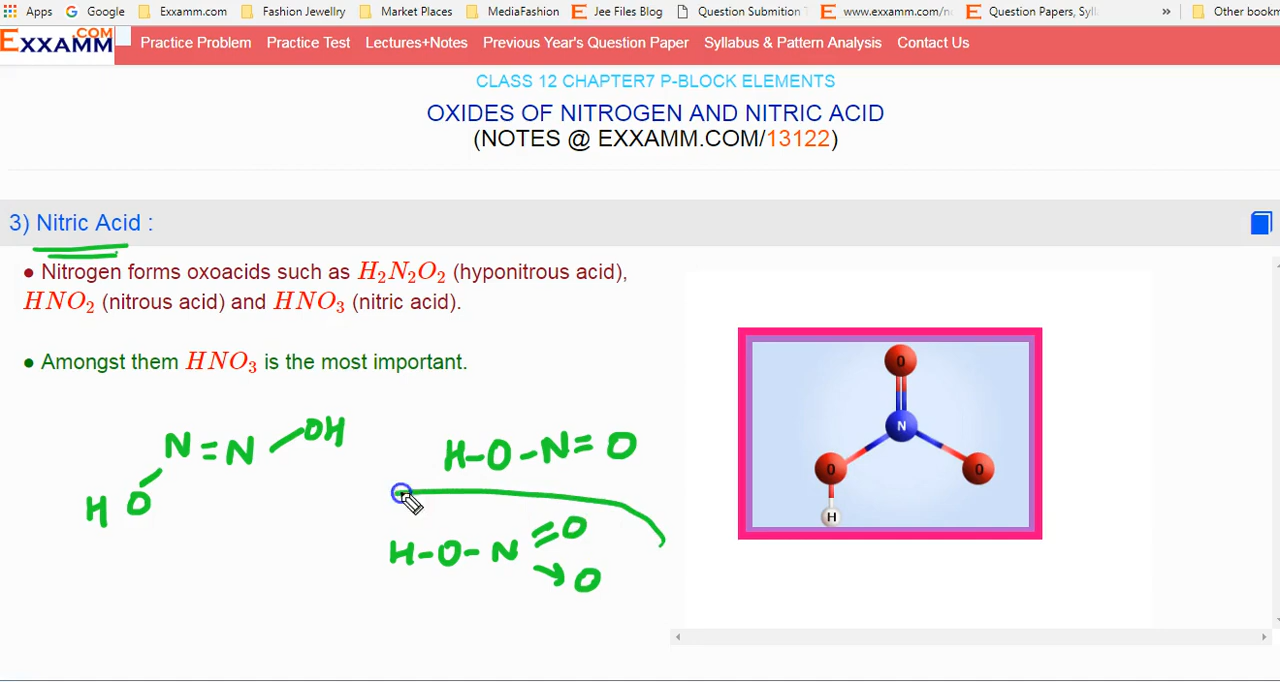 Apps Google Exxamm.com Fashion Jewellry Market Places MediaFashion Jee Files Blog Question Submition www.exxamm.com/n Question Papers, Syll » Other bookm
EXXAMM.COM Practice Problem Practice Test Lectures+Notes Previous Year's Question Paper Syllabus & Pattern Analysis Contact Us
CLASS 12 CHAPTER7 P-BLOCK ELEMENTS
OXIDES OF NITROGEN AND NITRIC ACID
(NOTES @ EXXAMM.COM/13122)
3) Nitric Acid :
● Nitrogen forms oxoacids such as H₂N₂O₂ (hyponitrous acid),
HNO₂ (nitrous acid) and HNO₃ (nitric acid).
● Amongst them HNO₃ is the most important.
N=N-OH
HO
H-O-N=O
H-O-N=O
→O
O
N
O O
H